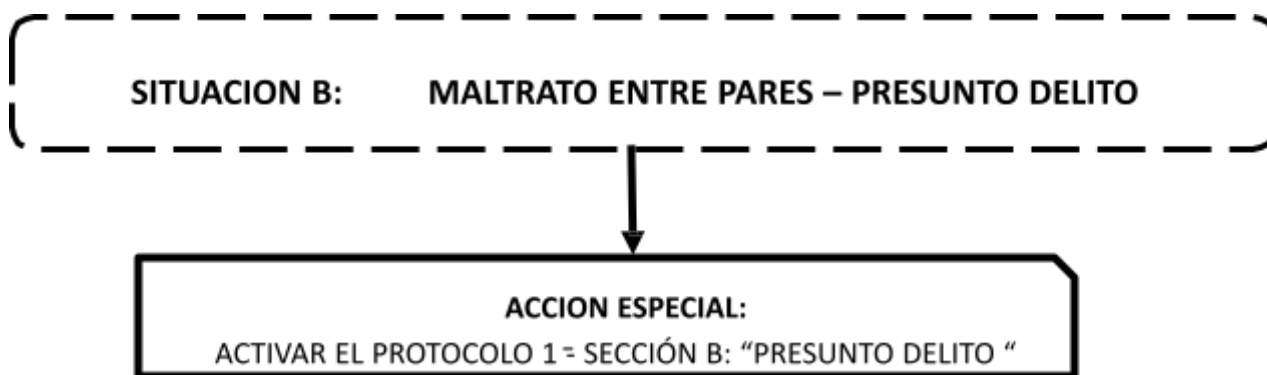 SITUACION B: MALTRATO ENTRE PARES – PRESUNTO DELITO
ACCION ESPECIAL:
ACTIVAR EL PROTOCOLO 1 - SECCIÓN B: “PRESUNTO DELITO “